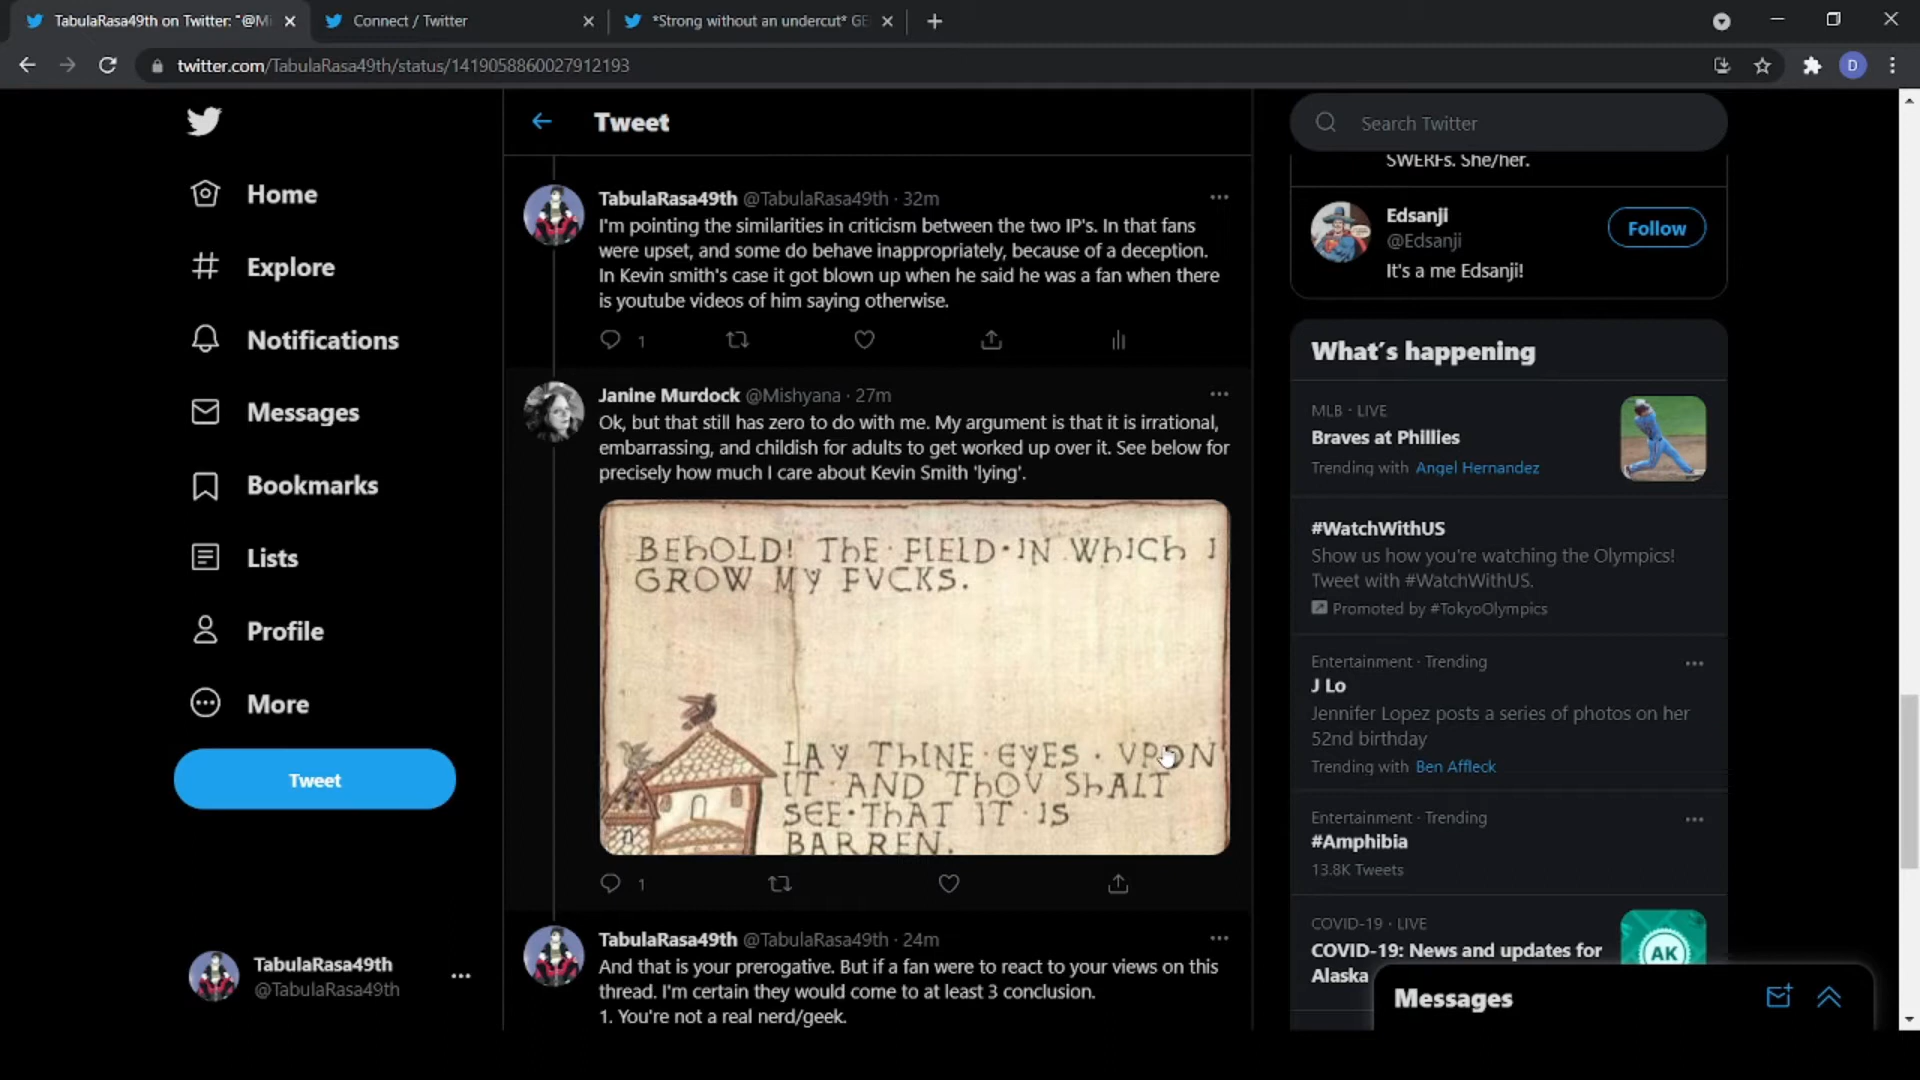 TabulaRasa49th on Twitter: "@Mi
Connect / Twitter
*Strong without an undercut* GE
twitter.com/TabulaRasa49th/status/1419058860027912193
D
Home
Explore
Notifications
Messages
Bookmarks
Lists
Profile
More
Tweet
TabulaRasa49th
@TabulaRasa49th
Tweet
TabulaRasa49th @TabulaRasa49th · 32m
I'm pointing the similarities in criticism between the two IP's. In that fans
were upset, and some do behave inappropriately, because of a deception.
In Kevin smith's case it got blown up when he said he was a fan when there
is youtube videos of him saying otherwise.
1
Janine Murdock @Mishyana · 27m
Ok, but that still has zero to do with me. My argument is that it is irrational,
embarrassing, and childish for adults to get worked up over it. See below for
precisely how much I care about Kevin Smith 'lying'.
BEhOLD! ThE·FIELD·IN WhICh I
GROW MY FVCKS.
LAY ThINE·EYES·VPON
IT·AND ThOV ShALT
SEE·ThAT IT·IS
BARREN.
1
TabulaRasa49th @TabulaRasa49th · 24m
And that is your prerogative. But if a fan were to react to your views on this
thread. I'm certain they would come to at least 3 conclusion.
1. You're not a real nerd/geek.
Search Twitter
SWERFs. She/her.
Edsanji
@Edsanji
Follow
It's a me Edsanji!
What's happening
MLB · LIVE
Braves at Phillies
Trending with Angel Hernandez
#WatchWithUS
Show us how you're watching the Olympics!
Tweet with #WatchWithUS.
Promoted by #TokyoOlympics
Entertainment · Trending
J Lo
Jennifer Lopez posts a series of photos on her
52nd birthday
Trending with Ben Affleck
Entertainment · Trending
#Amphibia
13.8K Tweets
COVID-19 · LIVE
COVID-19: News and updates for
Alaska
AK
Messages